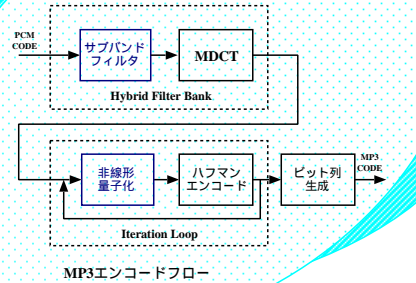 PCM
CODE
サブバンド
フィルタ
MDCT
Hybrid Filter Bank
非線形
量子化
ハフマン
エンコード
ビット列
生成
MP3
CODE
Iteration Loop
MP3エンコードフロー